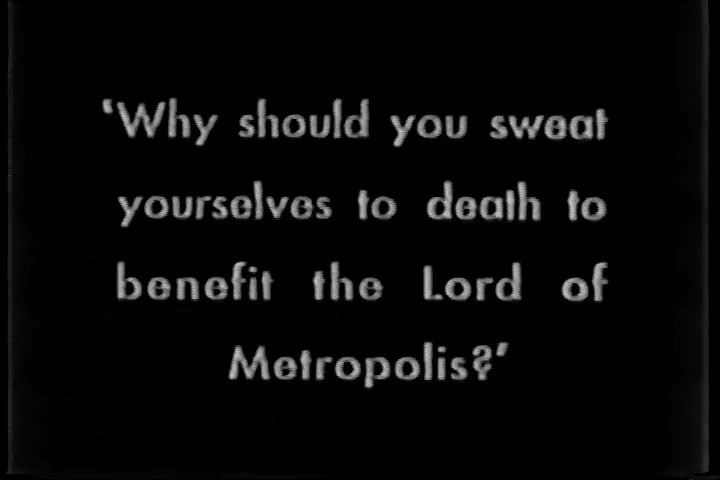 ‘Why should you sweat
yourselves to death to
benefit the Lord of
Metropolis?’